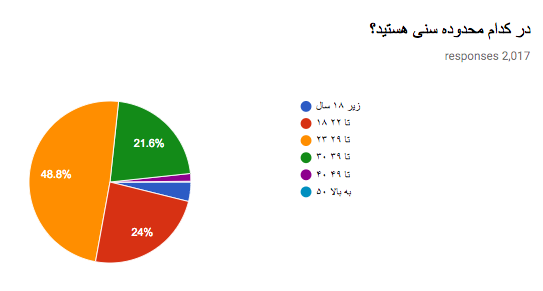 در کدام محدوده سنی هستید؟
2,017 responses
زیر ۱۸ سال
۱۸ تا ۲۲
۲۳ تا ۲۹
۳۰ تا ۳۹
۴۰ تا ۴۹
۵۰ به بالا
21.6%
48.8%
24%